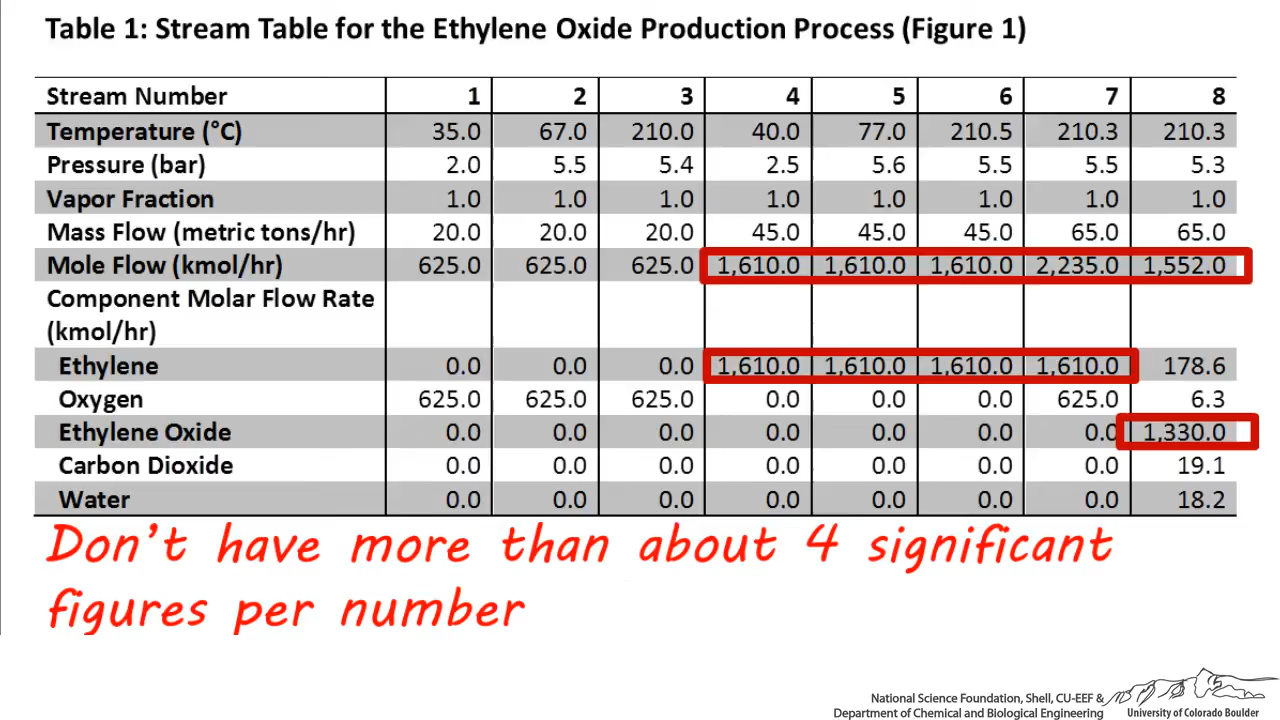 Table 1: Stream Table for the Ethylene Oxide Production Process (Figure 1)
Stream Number 1 2 3 4 5 6 7 8
Temperature (°C) 35.0 67.0 210.0 40.0 77.0 210.5 210.3 210.3
Pressure (bar) 2.0 5.5 5.4 2.5 5.6 5.5 5.5 5.3
Vapor Fraction 1.0 1.0 1.0 1.0 1.0 1.0 1.0 1.0
Mass Flow (metric tons/hr) 20.0 20.0 20.0 45.0 45.0 45.0 65.0 65.0
Mole Flow (kmol/hr) 625.0 625.0 625.0 1,610.0 1,610.0 1,610.0 2,235.0 1,552.0
Component Molar Flow Rate
(kmol/hr)
Ethylene 0.0 0.0 0.0 1,610.0 1,610.0 1,610.0 1,610.0 178.6
Oxygen 625.0 625.0 625.0 0.0 0.0 0.0 625.0 6.3
Ethylene Oxide 0.0 0.0 0.0 0.0 0.0 0.0 0.0 1,330.0
Carbon Dioxide 0.0 0.0 0.0 0.0 0.0 0.0 0.0 19.1
Water 0.0 0.0 0.0 0.0 0.0 0.0 0.0 18.2
Don't have more than about 4 significant
figures per number
National Science Foundation, Shell, CU-EEF &
Department of Chemical and Biological Engineering
University of Colorado Boulder